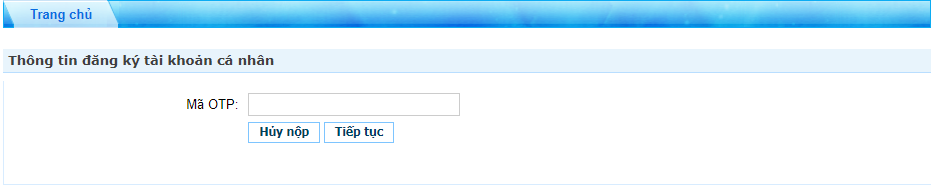 Trang chủ
Thông tin đăng ký tài khoản cá nhân
Mã OTP:
Hủy nộp Tiếp tục